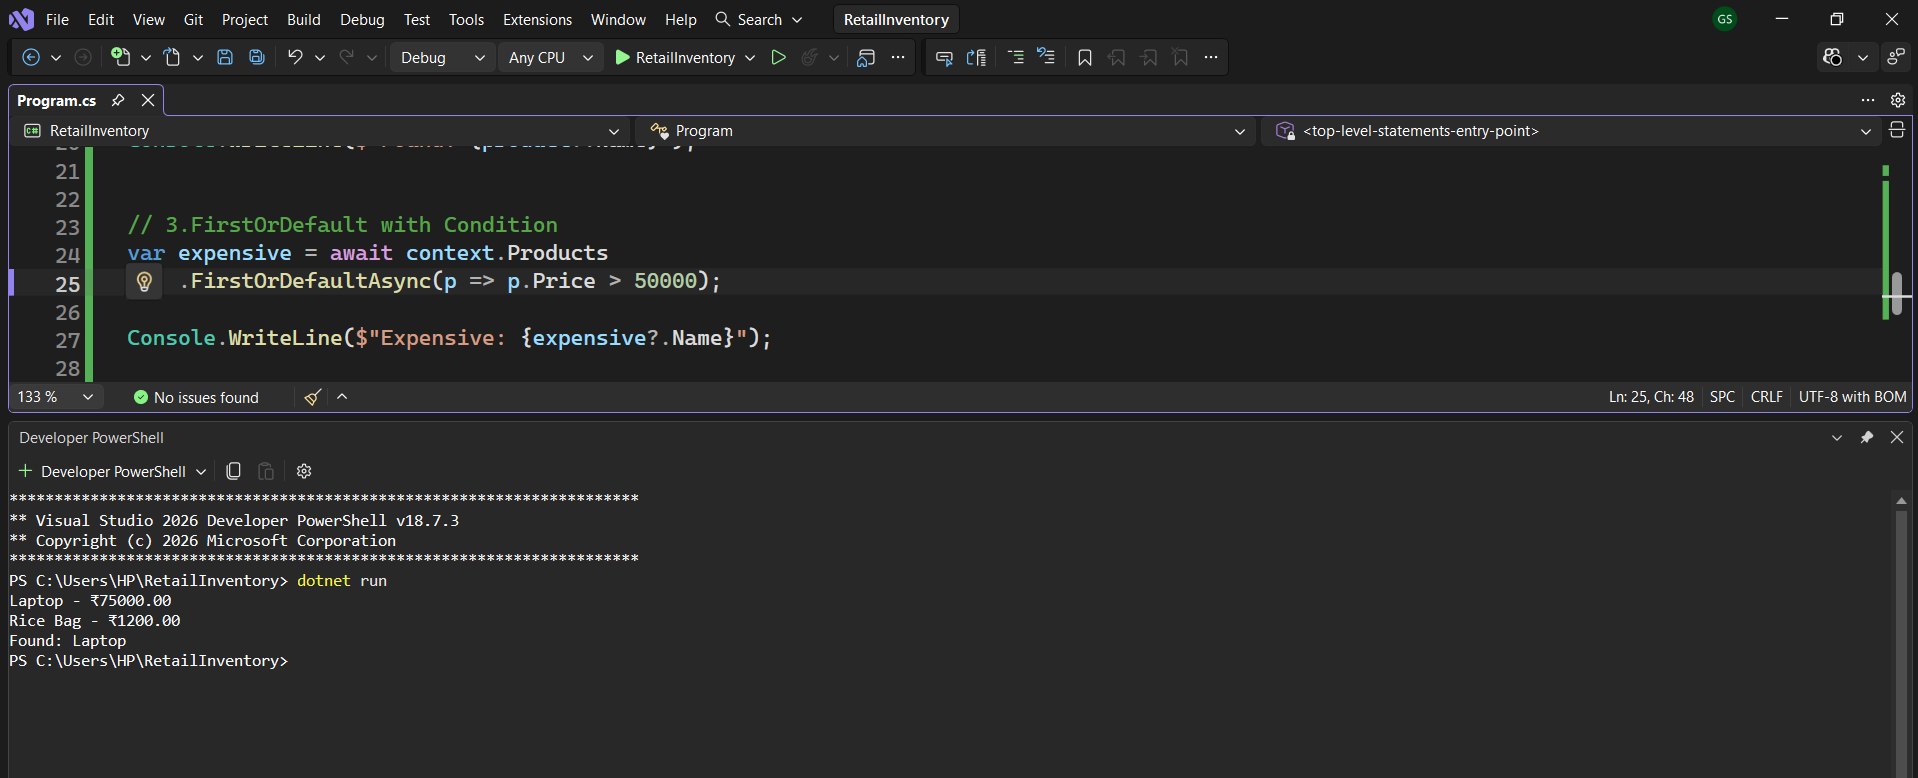 File Edit View Git Project Build Debug Test Tools Extensions Window Help Search RetailInventory GS
Debug Any CPU RetailInventory
Program.cs
RetailInventory Program <top-level-statements-entry-point>
21
22
23 // 3.FirstOrDefault with Condition
24 var expensive = await context.Products
25 .FirstOrDefaultAsync(p => p.Price > 50000);
26
27 Console.WriteLine($"Expensive: {expensive?.Name}");
28
133 % No issues found Ln: 25, Ch: 48 SPC CRLF UTF-8 with BOM
Developer PowerShell
Developer PowerShell
**********************************************************************
** Visual Studio 2026 Developer PowerShell v18.7.3
** Copyright (c) 2026 Microsoft Corporation
**********************************************************************
PS C:\Users\HP\RetailInventory> dotnet run
Laptop - ₹75000.00
Rice Bag - ₹1200.00
Found: Laptop
PS C:\Users\HP\RetailInventory>